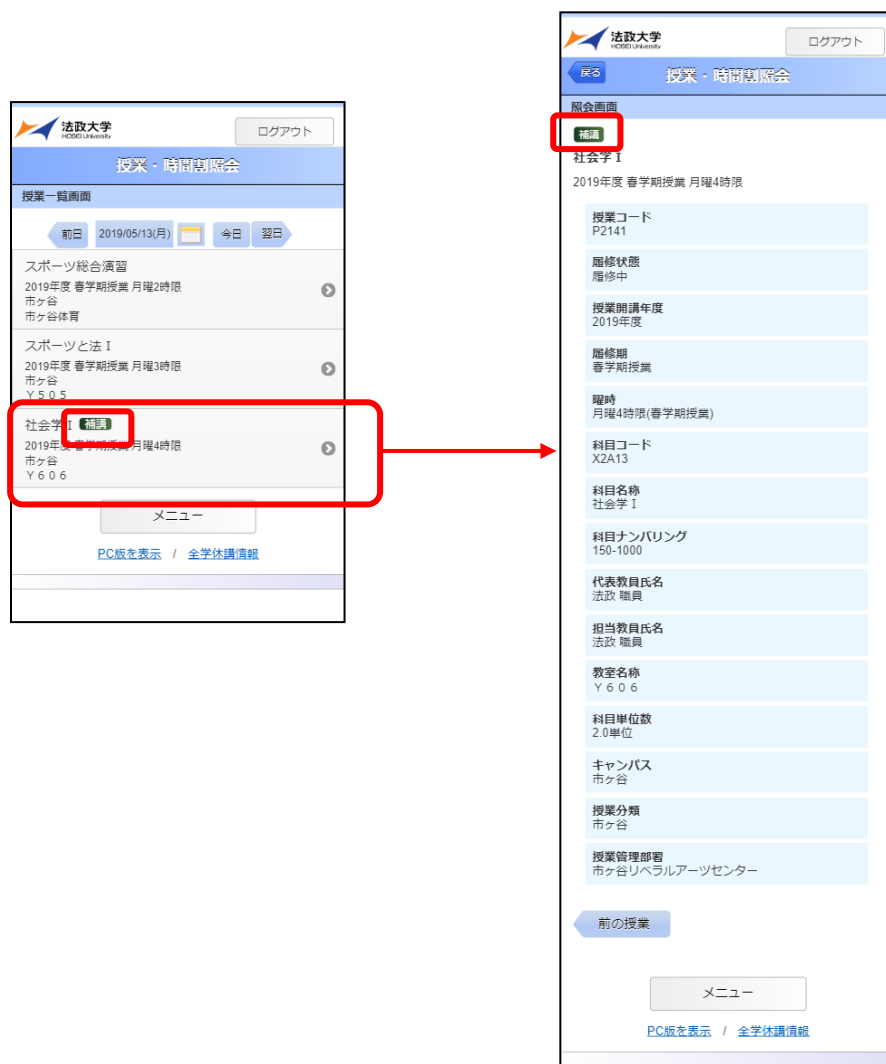 法政大学
HOSEI University
ログアウト
授業・時間割照会
授業一覧画面
前日 2019/05/13(月) 今日 翌日
スポーツ総合演習
2019年度 春学期授業 月曜2時限
市ヶ谷
市ヶ谷体育
スポーツと法Ⅰ
2019年度 春学期授業 月曜3時限
市ヶ谷
Ｙ５０５
社会学Ⅰ 補講
2019年度 春学期授業 月曜4時限
市ヶ谷
Ｙ６０６
メニュー
PC版を表示 / 全学休講情報
法政大学
HOSEI University
ログアウト
戻る 授業・時間割照会
照会画面
補講
社会学Ⅰ
2019年度 春学期授業 月曜4時限
授業コード
P2141
履修状態
履修中
授業開講年度
2019年度
履修期
春学期授業
曜時
月曜4時限(春学期授業)
科目コード
X2A13
科目名称
社会学Ⅰ
科目ナンバリング
150-1000
代表教員氏名
法政 職員
担当教員氏名
法政 職員
教室名称
Ｙ６０６
科目単位数
2.0単位
キャンパス
市ヶ谷
授業分類
市ヶ谷
授業管理部署
市ヶ谷リベラルアーツセンター
前の授業
メニュー
PC版を表示 / 全学休講情報